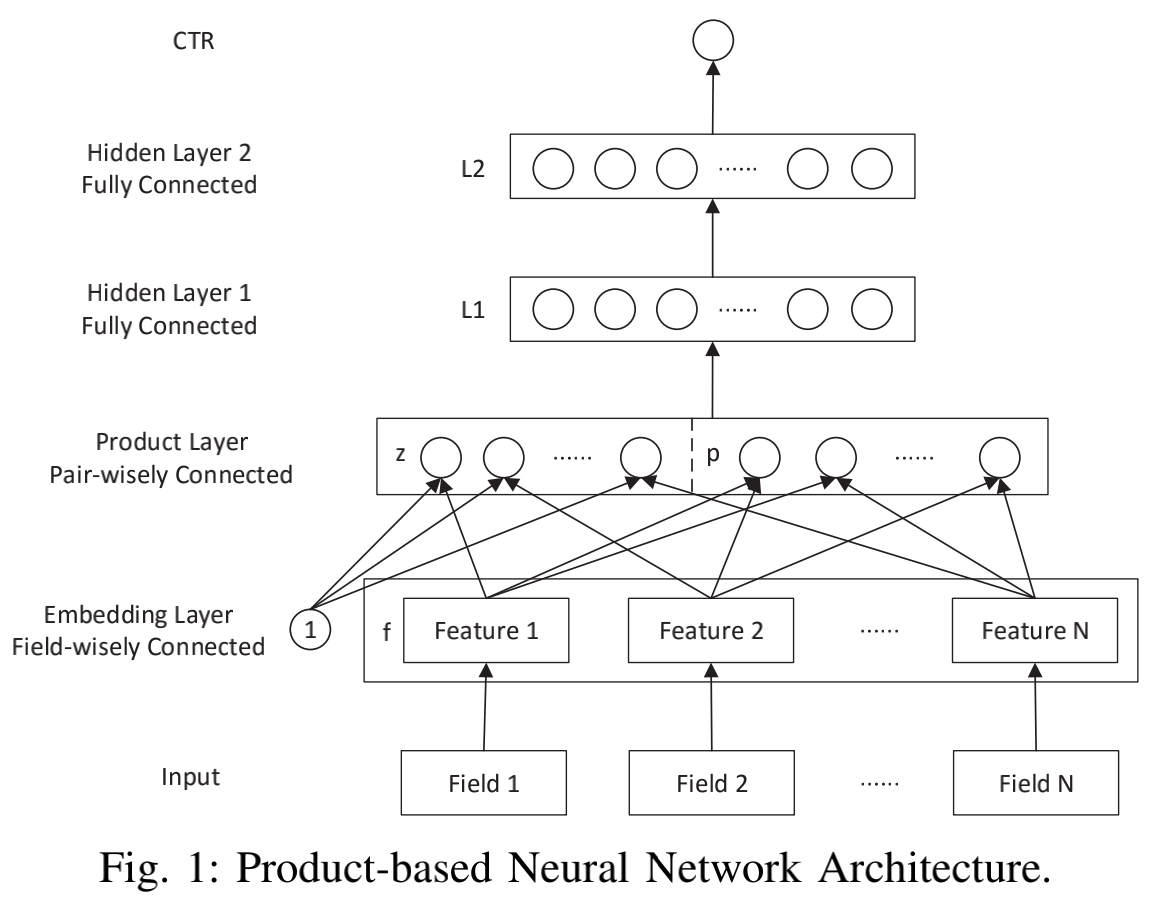 CTR
Hidden Layer 2
Fully Connected
L2
Hidden Layer 1
Fully Connected
L1
Product Layer
Pair-wisely Connected
z ...... p ......
Embedding Layer
Field-wisely Connected
1
f Feature 1 Feature 2 ...... Feature N
Input
Field 1 Field 2 ...... Field N
Fig. 1: Product-based Neural Network Architecture.